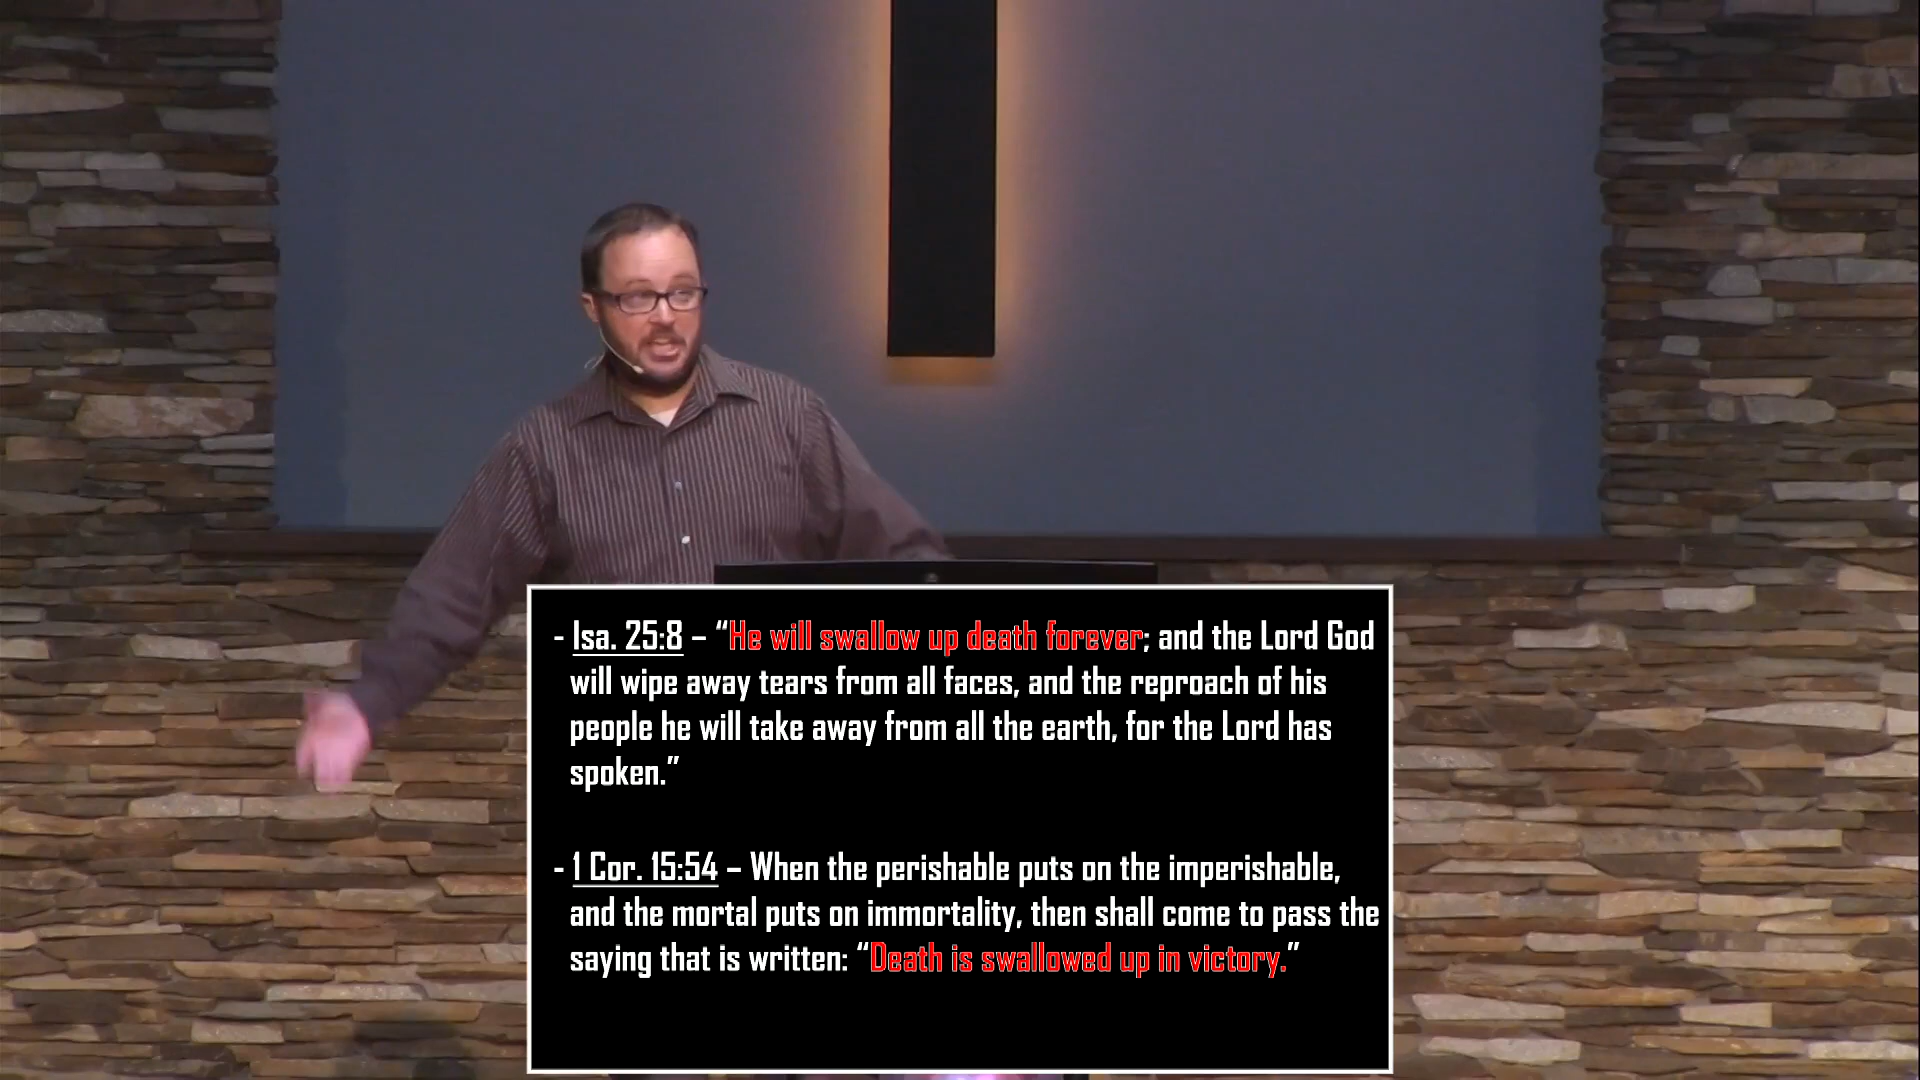 - Isa. 25:8 – “He will swallow up death forever; and the Lord God
will wipe away tears from all faces, and the reproach of his
people he will take away from all the earth, for the Lord has
spoken.”
- 1 Cor. 15:54 – When the perishable puts on the imperishable,
and the mortal puts on immortality, then shall come to pass the
saying that is written: “Death is swallowed up in victory.”